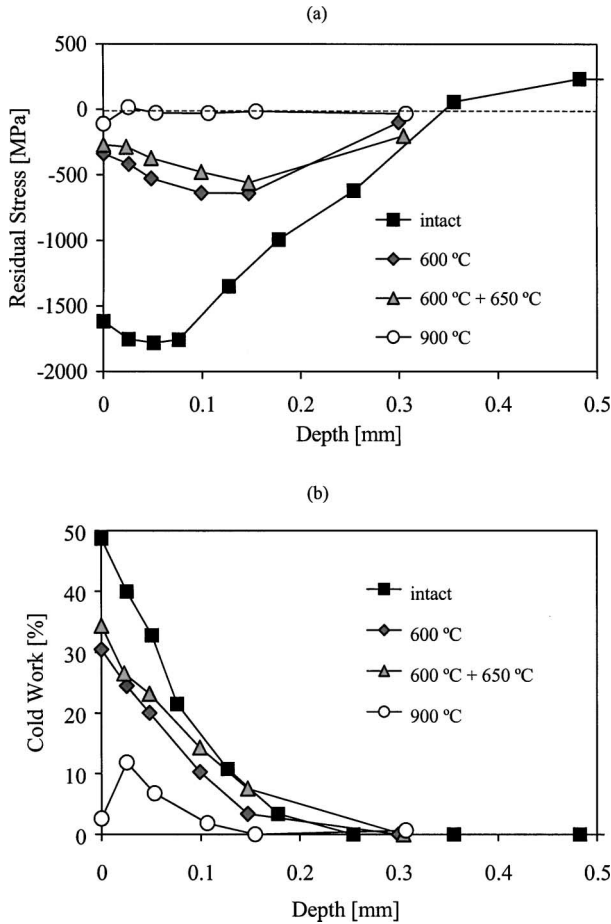 (a)
500
0
-500
-1000
-1500
-2000
Residual Stress [MPa]
intact
600 ºC
600 ºC + 650 ºC
900 ºC
0 0.1 0.2 0.3 0.4 0.5
Depth [mm]
(b)
50
40
30
20
10
0
Cold Work [%]
intact
600 ºC
600 ºC + 650 ºC
900 ºC
0 0.1 0.2 0.3 0.4 0.5
Depth [mm]